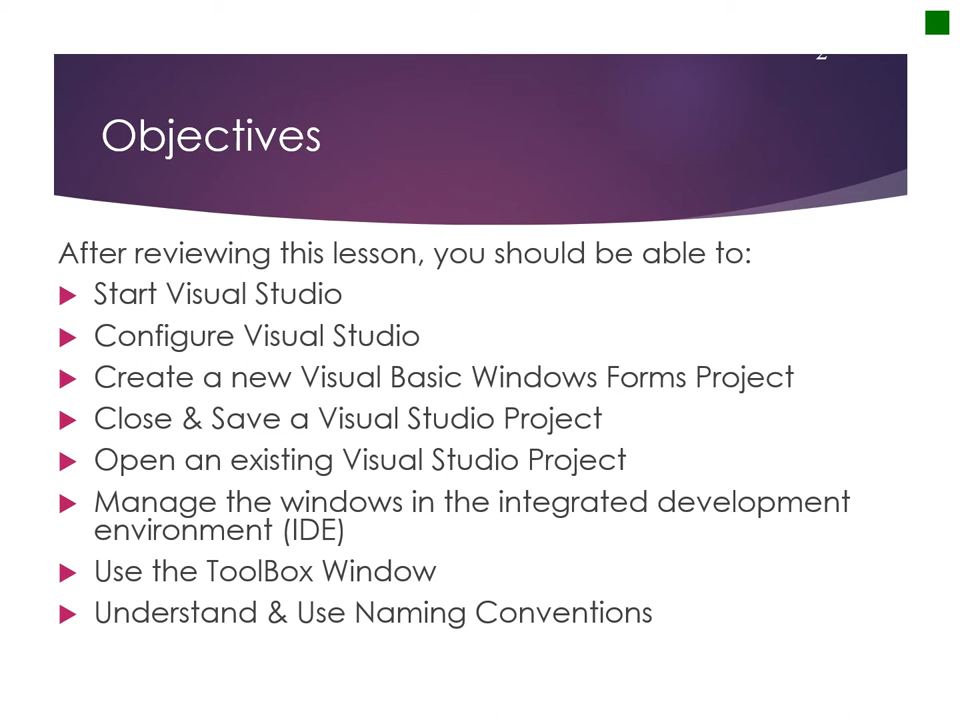 2
Objectives
After reviewing this lesson, you should be able to:
Start Visual Studio
Configure Visual Studio
Create a new Visual Basic Windows Forms Project
Close & Save a Visual Studio Project
Open an existing Visual Studio Project
Manage the windows in the integrated development
environment (IDE)
Use the ToolBox Window
Understand & Use Naming Conventions